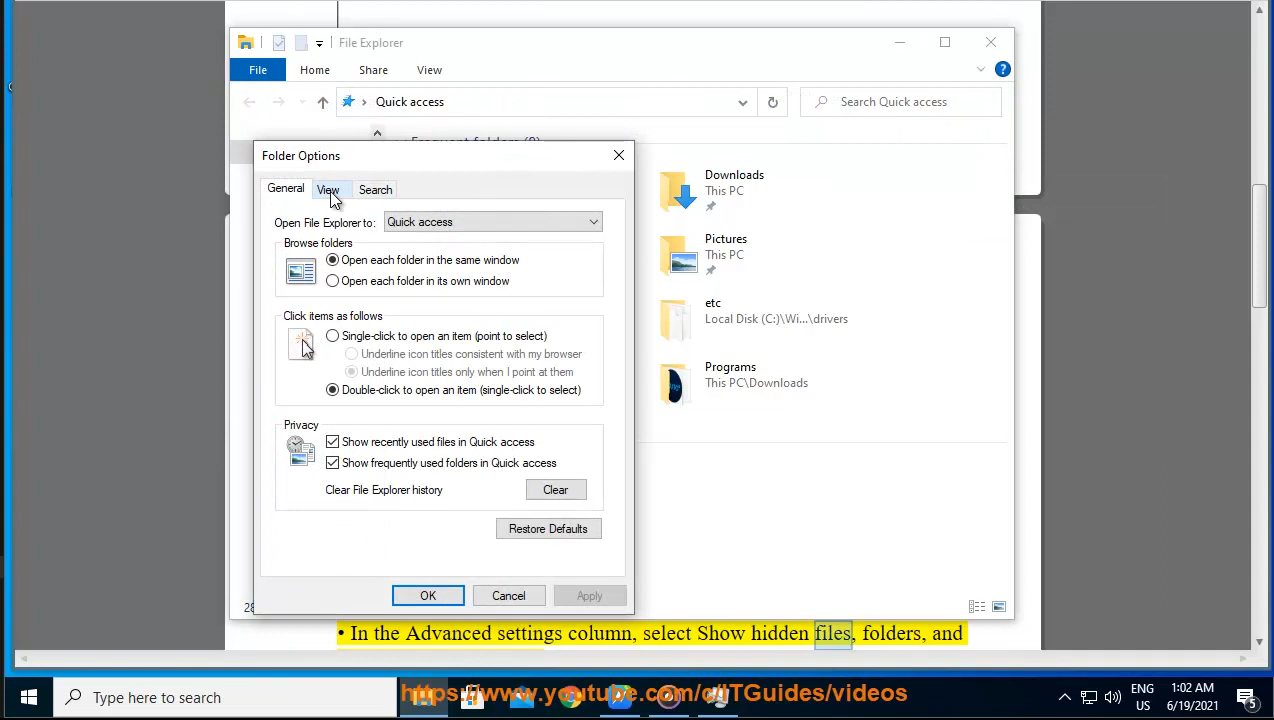 File Explorer
File Home Share View
Quick access
Search Quick access
Folder Options
General View Search
Open File Explorer to: Quick access
Browse folders
Open each folder in the same window
Open each folder in its own window
Click items as follows
Single-click to open an item (point to select)
Underline icon titles consistent with my browser
Underline icon titles only when I point at them
Double-click to open an item (single-click to select)
Privacy
Show recently used files in Quick access
Show frequently used folders in Quick access
Clear File Explorer history Clear
Restore Defaults
OK Cancel Apply
Downloads
This PC
Pictures
This PC
etc
Local Disk (C:)\Wi...\drivers
Programs
This PC\Downloads
• In the Advanced settings column, select Show hidden files, folders, and
https://www.youtube.com/c/ITGuides/videos
Type here to search
ENG
US
1:02 AM
6/19/2021
5